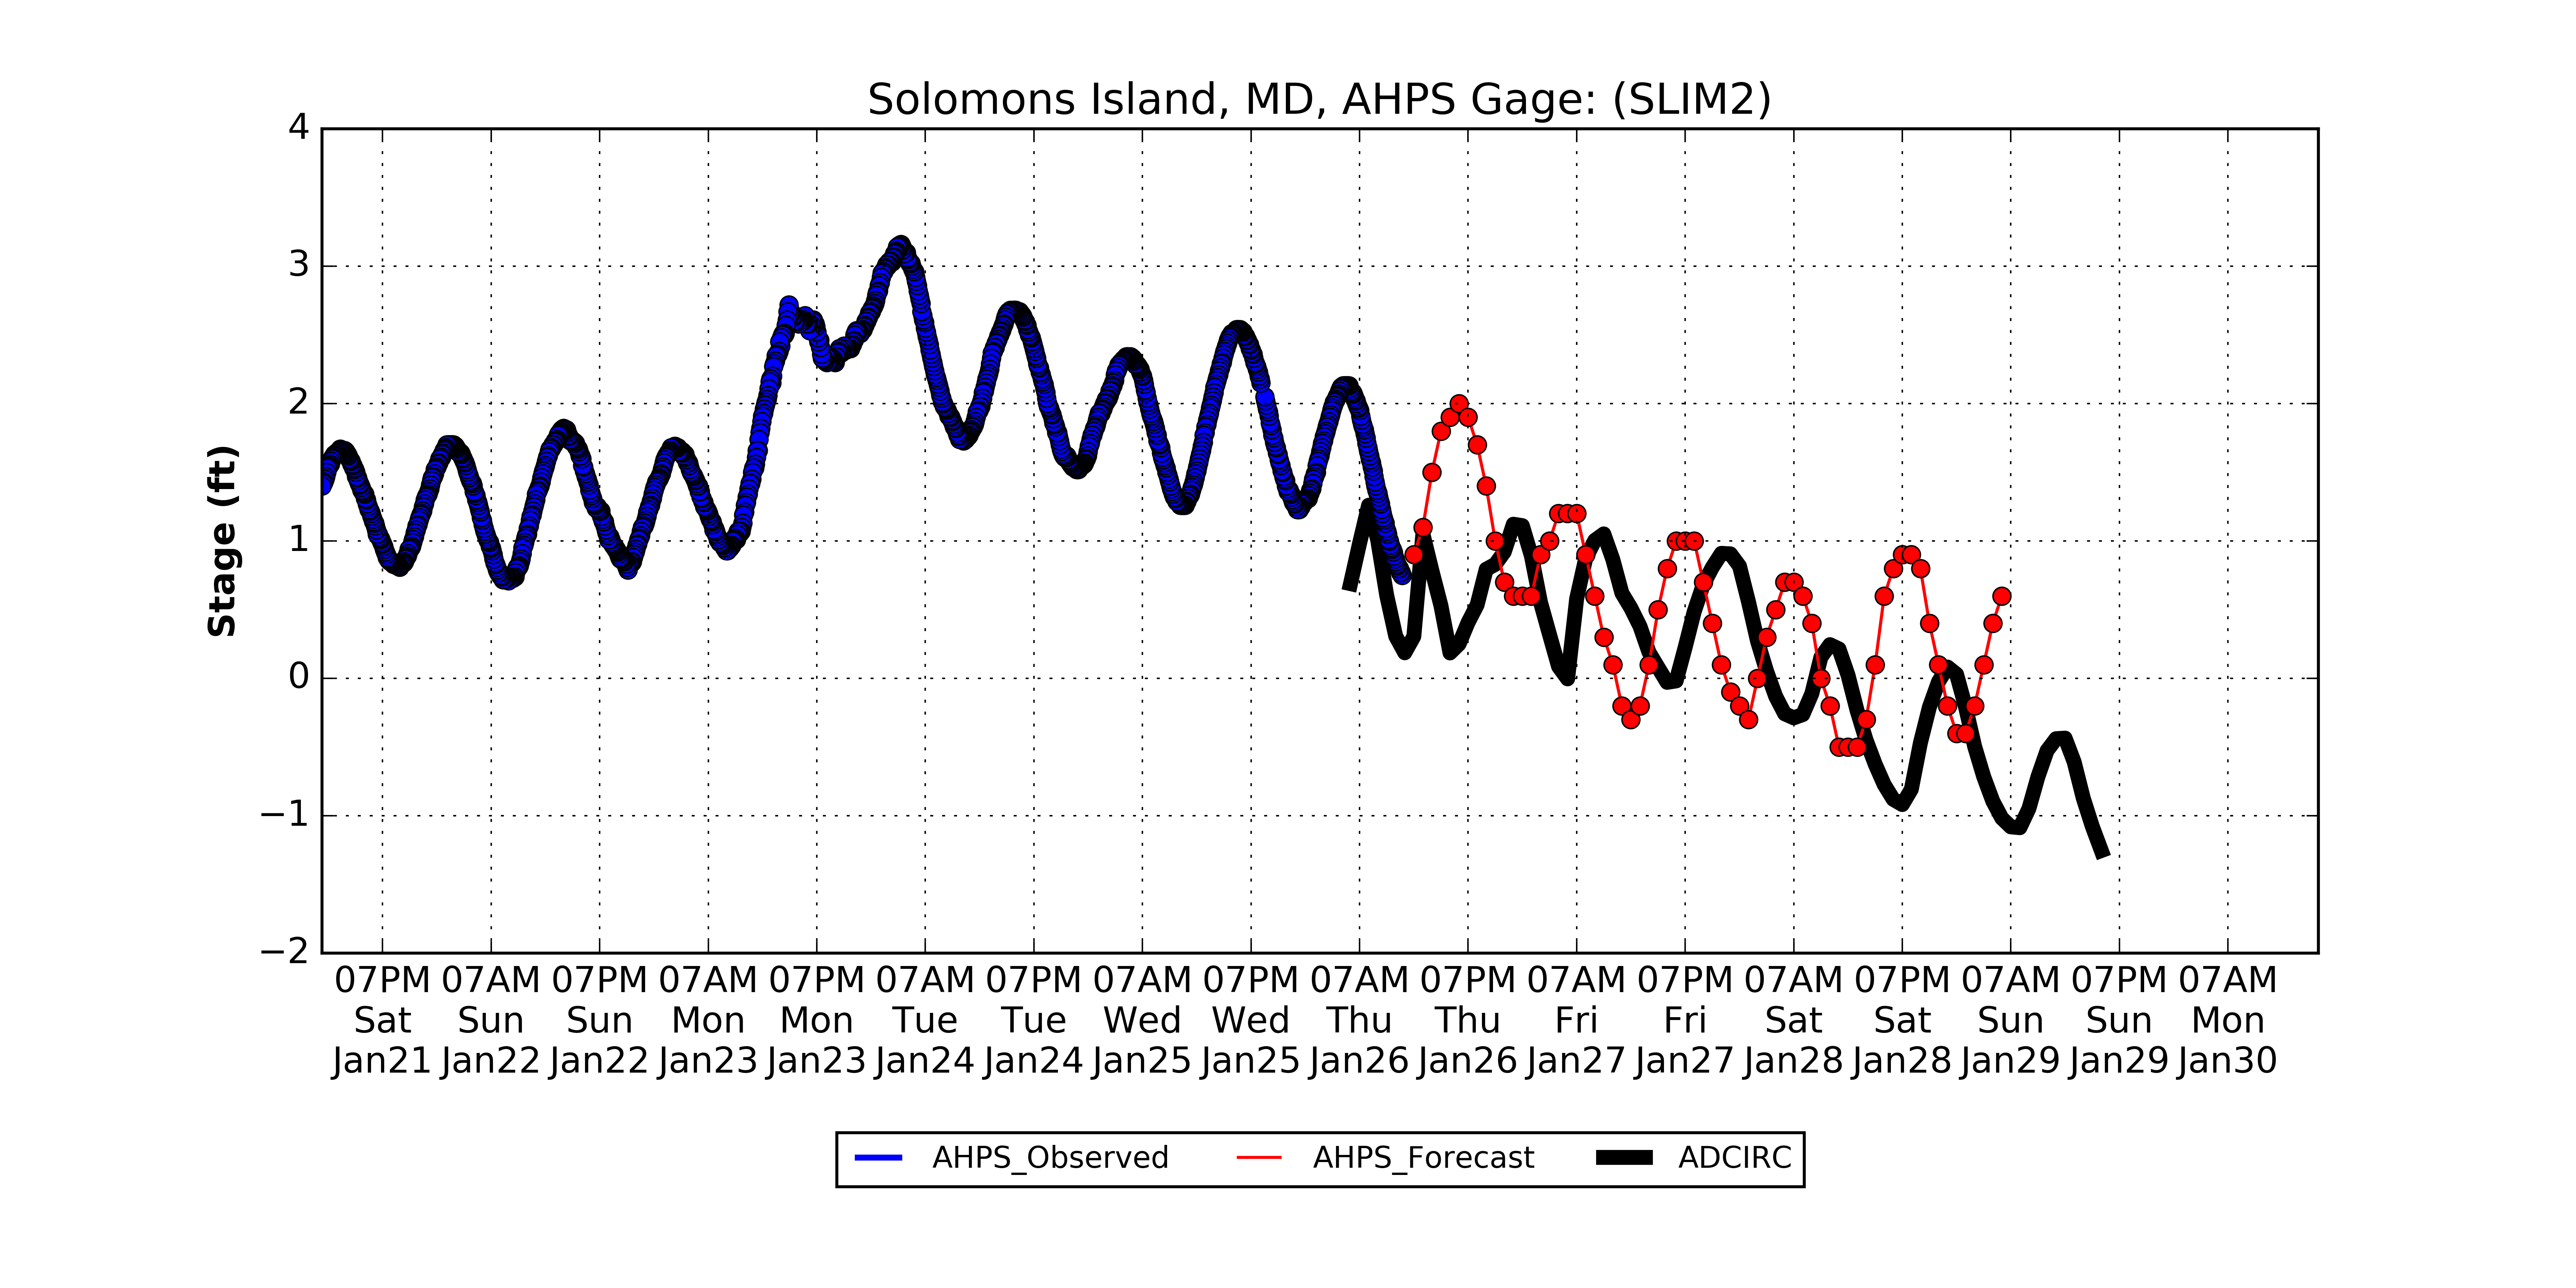 Solomons Island, MD, AHPS Gage: (SLIM2)
4
3
2
1
0
−1
−2
Stage (ft)
07PM 07AM 07PM 07AM 07PM 07AM 07PM 07AM 07PM 07AM 07PM 07AM 07PM 07AM 07PM 07AM 07PM 07AM
Sat Sun Sun Mon Mon Tue Tue Wed Wed Thu Thu Fri Fri Sat Sat Sun Sun Mon
Jan21 Jan22 Jan22 Jan23 Jan23 Jan24 Jan24 Jan25 Jan25 Jan26 Jan26 Jan27 Jan27 Jan28 Jan28 Jan29 Jan29 Jan30
AHPS_Observed AHPS_Forecast ADCIRC